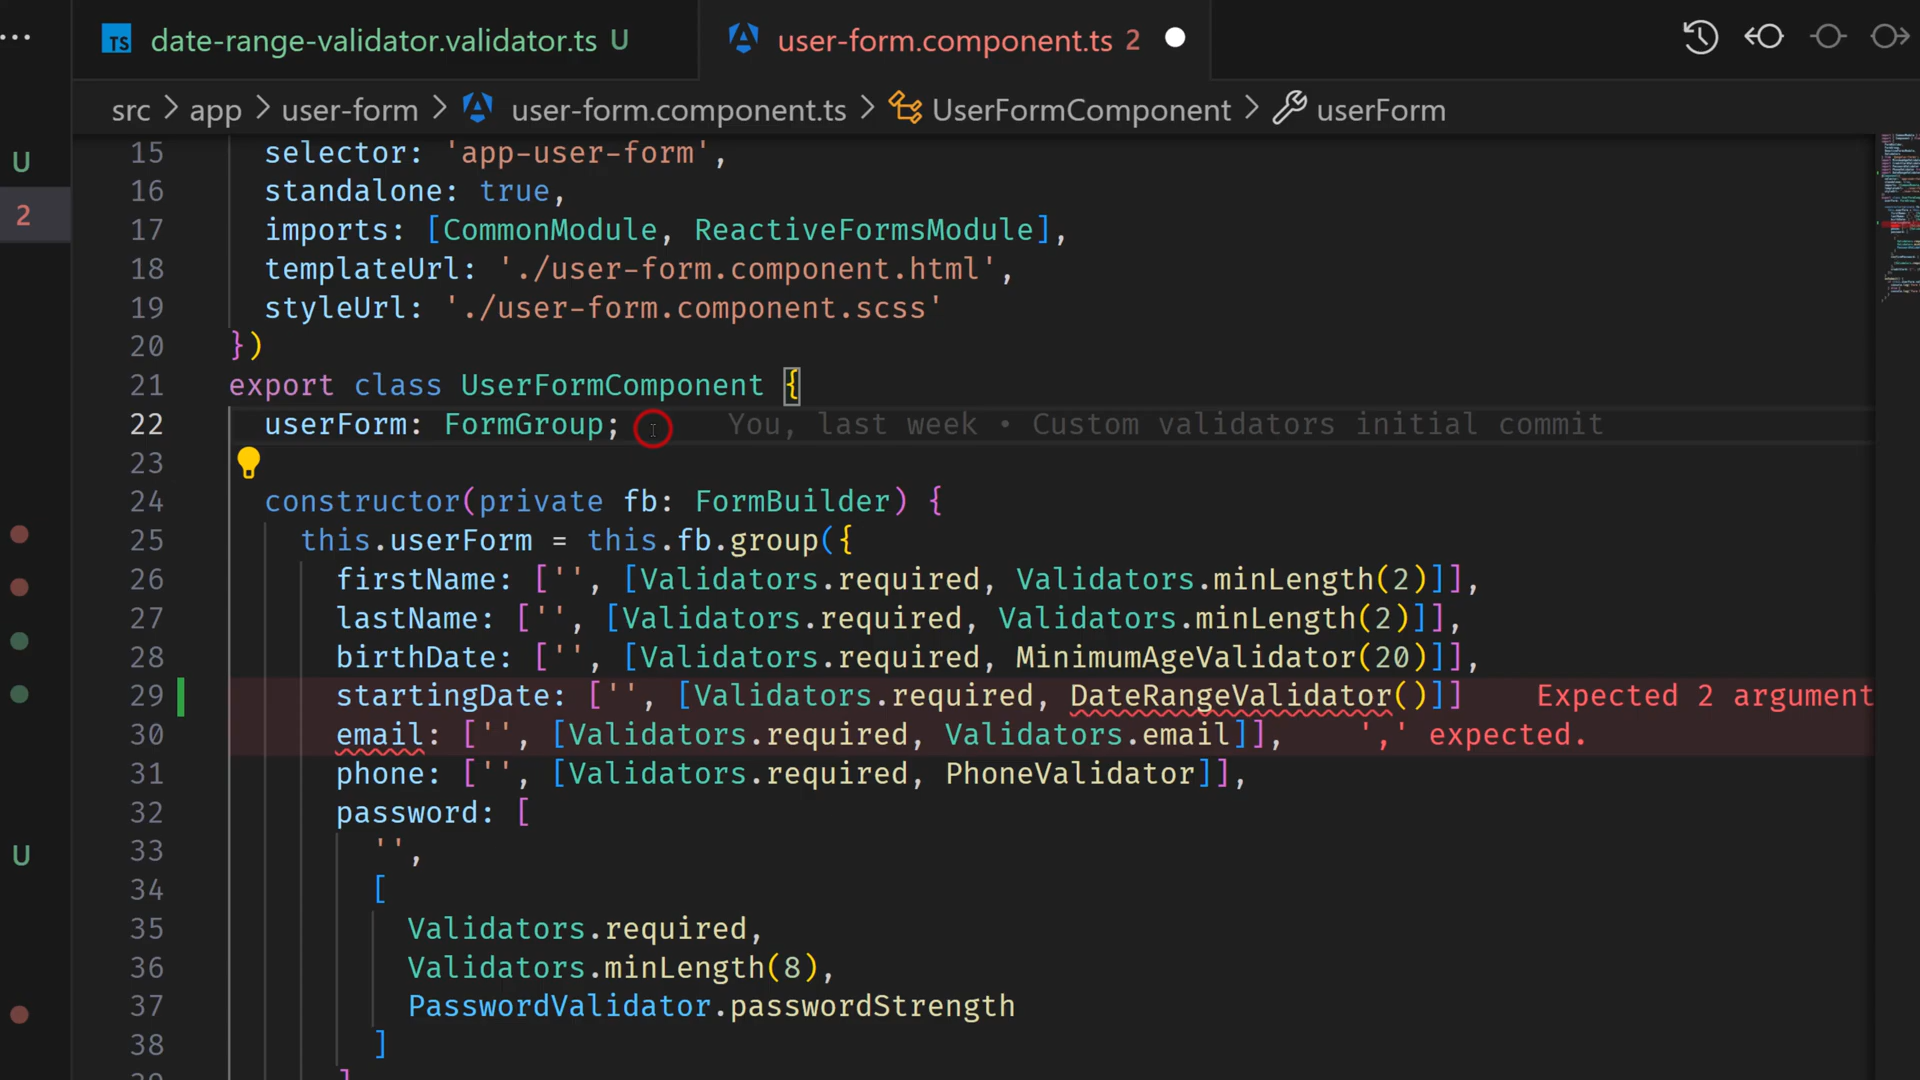 date-range-validator.validator.ts U
user-form.component.ts 2
src > app > user-form > user-form.component.ts > UserFormComponent > userForm
U
2
U
15 selector: 'app-user-form',
16 standalone: true,
17 imports: [CommonModule, ReactiveFormsModule],
18 templateUrl: './user-form.component.html',
19 styleUrl: './user-form.component.scss'
20 })
21 export class UserFormComponent {
22 userForm: FormGroup; You, last week • Custom validators initial commit
23
24 constructor(private fb: FormBuilder) {
25 this.userForm = this.fb.group({
26 firstName: ['', [Validators.required, Validators.minLength(2)]],
27 lastName: ['', [Validators.required, Validators.minLength(2)]],
28 birthDate: ['', [Validators.required, MinimumAgeValidator(20)]],
29 startingDate: ['', [Validators.required, DateRangeValidator()]] Expected 2 argument
30 email: ['', [Validators.required, Validators.email]], ',' expected.
31 phone: ['', [Validators.required, PhoneValidator]],
32 password: [
33 '',
34 [
35 Validators.required,
36 Validators.minLength(8),
37 PasswordValidator.passwordStrength
38 ]